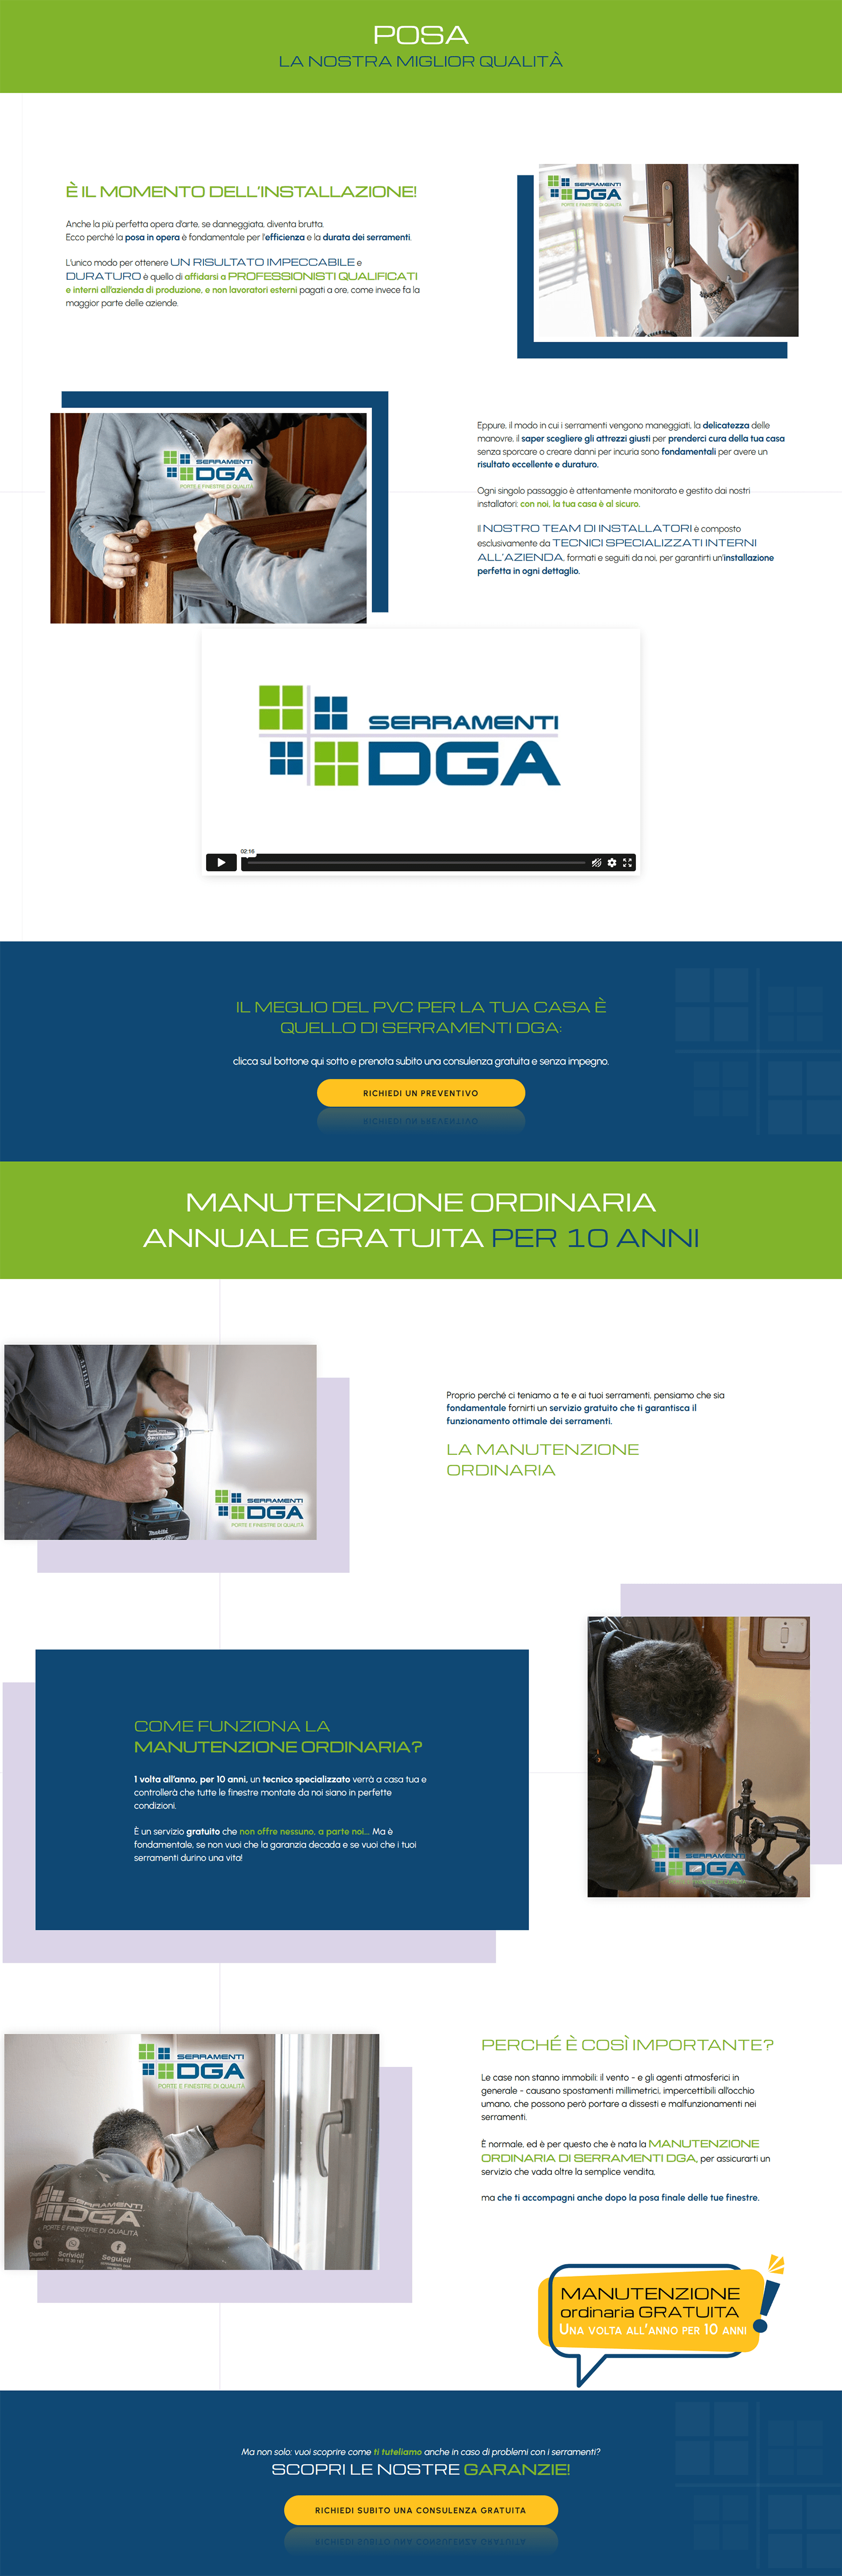 POSA
LA NOSTRA MIGLIOR QUALITÀ
È IL MOMENTO DELL'INSTALLAZIONE!
Anche la più perfetta opera d'arte, se danneggiata, diventa brutta.
Ecco perché la posa in opera è fondamentale per l'efficienza e la durata dei serramenti.
L'unico modo per ottenere UN RISULTATO IMPECCABILE e
DURATURO è quello di affidarsi a PROFESSIONISTI QUALIFICATI
e interni all'azienda di produzione, e non lavoratori esterni pagati a ore, come invece fa la
maggior parte delle aziende.
SERRAMENTI
DGA
PORTE E FINESTRE DI QUALITÀ
SERRAMENTI
DGA
PORTE E FINESTRE DI QUALITÀ
Eppure, il modo in cui i serramenti vengono maneggiati, la delicatezza delle
manovre, il saper scegliere gli attrezzi giusti per prenderci cura della tua casa
senza sporcare o creare danni per incuria sono fondamentali per avere un
risultato eccellente e duraturo.
Ogni singolo passaggio è attentamente monitorato e gestito dai nostri
installatori: con noi, la tua casa è al sicuro.
Il NOSTRO TEAM DI INSTALLATORI è composto
esclusivamente da TECNICI SPECIALIZZATI INTERNI
ALL'AZIENDA, formati e seguiti da noi, per garantirti un'installazione
perfetta in ogni dettaglio.
SERRAMENTI
DGA
02:16
IL MEGLIO DEL PVC PER LA TUA CASA È
QUELLO DI SERRAMENTI DGA:
clicca sul bottone qui sotto e prenota subito una consulenza gratuita e senza impegno.
RICHIEDI UN PREVENTIVO
MANUTENZIONE ORDINARIA
ANNUALE GRATUITA PER 10 ANNI
makita
SERRAMENTI
DGA
PORTE E FINESTRE DI QUALITÀ
Proprio perché ci teniamo a te e ai tuoi serramenti, pensiamo che sia
fondamentale fornirti un servizio gratuito che ti garantisca il
funzionamento ottimale dei serramenti.
LA MANUTENZIONE
ORDINARIA
COME FUNZIONA LA
MANUTENZIONE ORDINARIA?
1 volta all'anno, per 10 anni, un tecnico specializzato verrà a casa tua e
controllerà che tutte le finestre montate da noi siano in perfette
condizioni.
È un servizio gratuito che non offre nessuno, a parte noi... Ma è
fondamentale, se non vuoi che la garanzia decada e se vuoi che i tuoi
serramenti durino una vita!
SERRAMENTI
DGA
SERRAMENTI
DGA
PORTE E FINESTRE DI QUALITÀ
SERRAMENTI
DGA
PORTE E FINESTRE DI QUALITÀ
Scrivici!
Seguici!
PERCHÉ È COSÌ IMPORTANTE?
Le case non stanno immobili: il vento - e gli agenti atmosferici in
generale - causano spostamenti millimetrici, impercettibili all'occhio
umano, che possono però portare a dissesti e malfunzionamenti nei
serramenti.
È normale, ed è per questo che è nata la MANUTENZIONE
ORDINARIA DI SERRAMENTI DGA, per assicurarti un
servizio che vada oltre la semplice vendita,
ma che ti accompagni anche dopo la posa finale delle tue finestre.
MANUTENZIONE
ordinaria GRATUITA
UNA VOLTA ALL'ANNO PER 10 ANNI
Ma non solo: vuoi scoprire come ti tuteliamo anche in caso di problemi con i serramenti?
SCOPRI LE NOSTRE GARANZIE!
RICHIEDI SUBITO UNA CONSULENZA GRATUITA